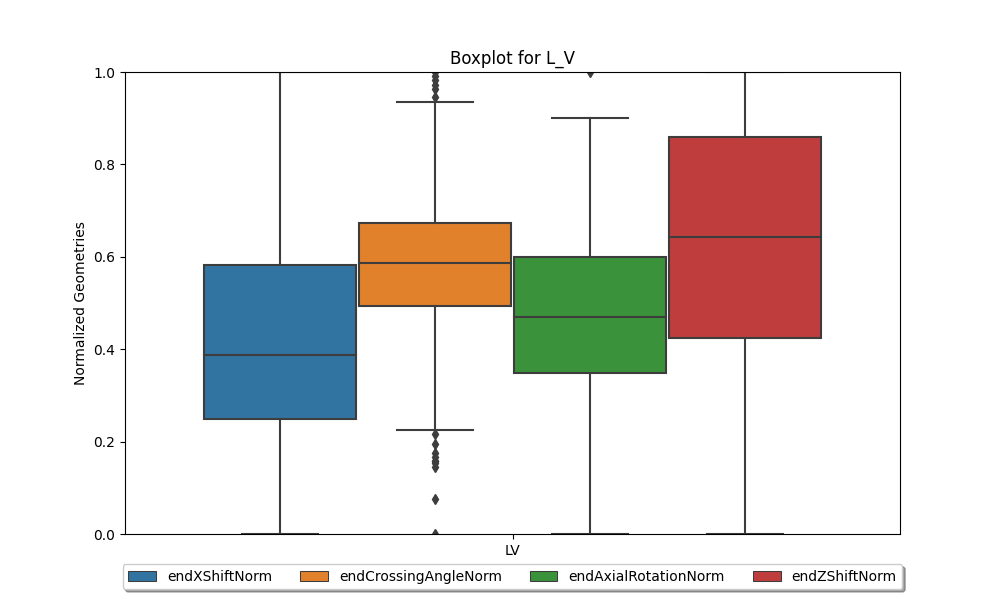 Boxplot for L_V
1.0
0.8
0.6
0.4
0.2
0.0
Normalized Geometries
LV
endXShiftNorm endCrossingAngleNorm endAxialRotationNorm endZShiftNorm